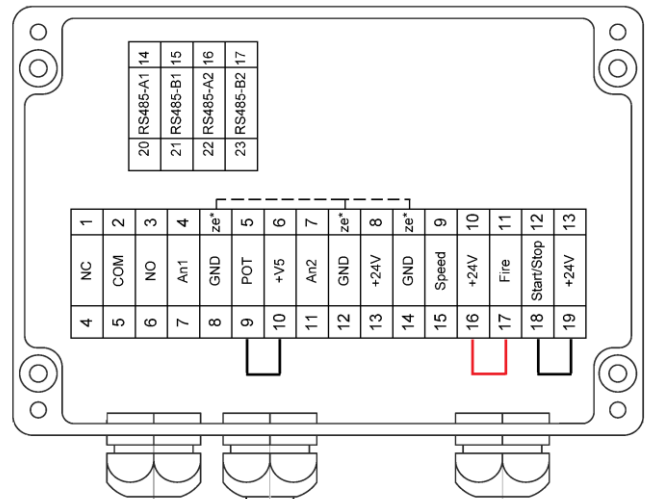 14 15 16 17
RS485-A1 RS485-B1 RS485-A2 RS485-B2
20 21 22 23
1 2 3 4 ze* 5 6 7 ze* 8 ze* 9 10 11 12 13
NC COM NO An1 GND POT +V5 An2 GND +24V GND Speed +24V Fire Start/Stop +24V
4 5 6 7 8 9 10 11 12 13 14 15 16 17 18 19